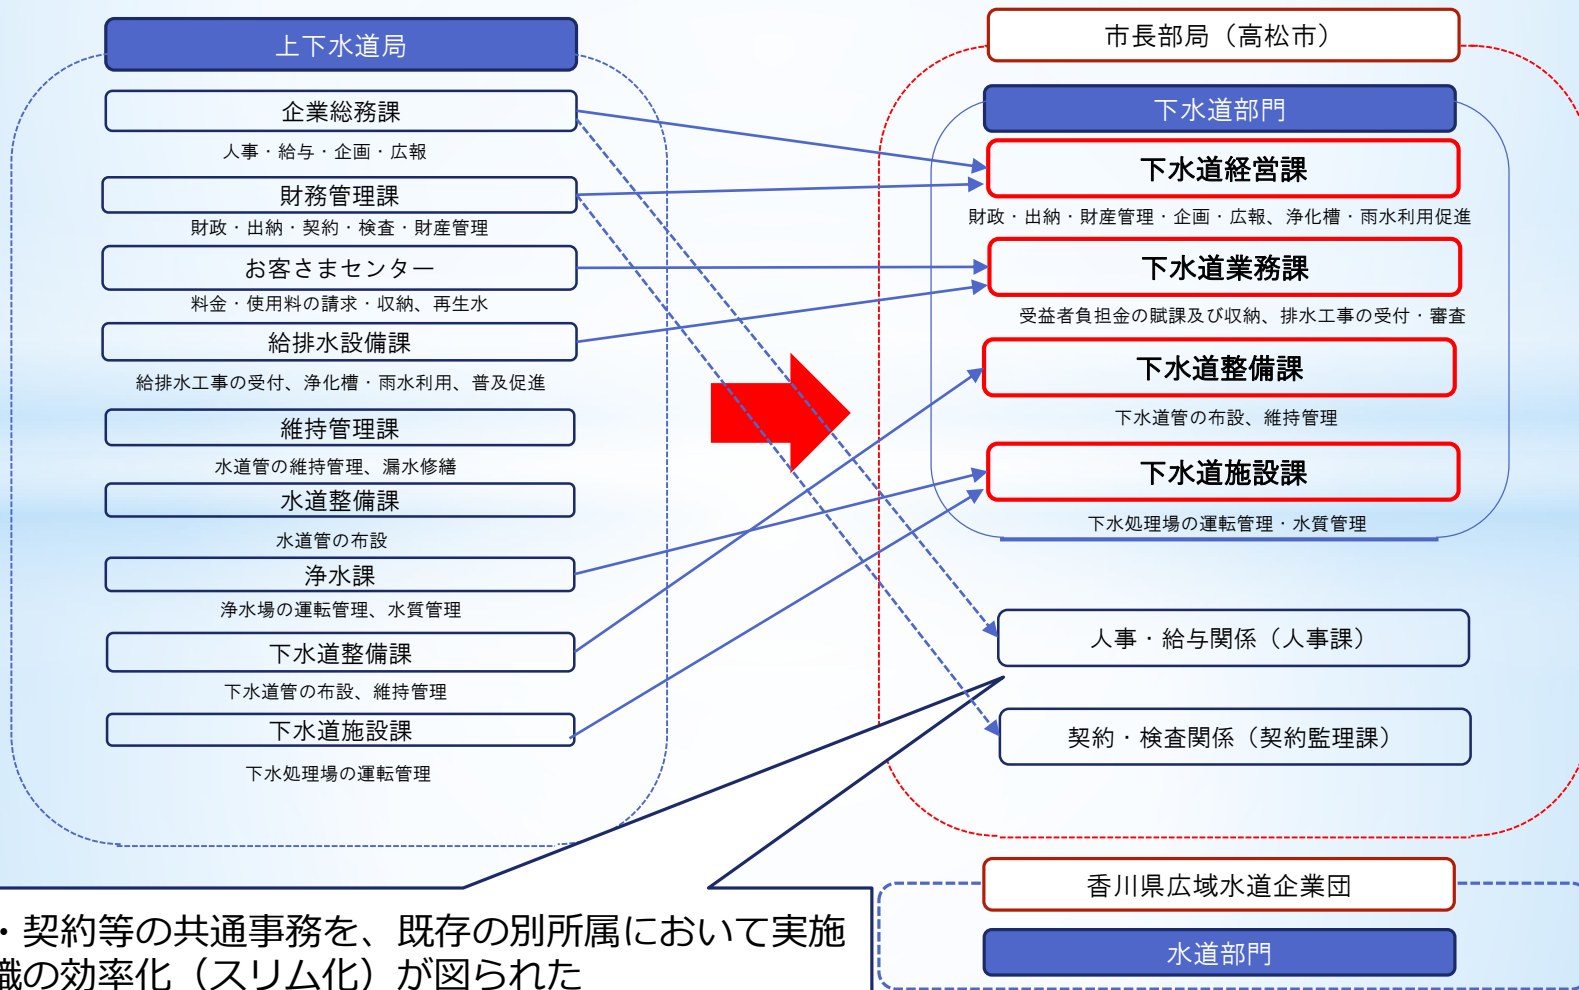 上下水道局
企業総務課
人事・給与・企画・広報
財務管理課
財政・出納・契約・検査・財産管理
お客さまセンター
料金・使用料の請求・収納、再生水
給排水設備課
給排水工事の受付、浄化槽・雨水利用、普及促進
維持管理課
水道管の維持管理、漏水修繕
水道整備課
水道管の布設
浄水課
浄水場の運転管理、水質管理
下水道整備課
下水道管の布設、維持管理
下水道施設課
下水処理場の運転管理
市長部局（高松市）
下水道部門
下水道経営課
財政・出納・財産管理・企画・広報、浄化槽・雨水利用促進
下水道業務課
受益者負担金の賦課及び収納、排水工事の受付・審査
下水道整備課
下水道管の布設、維持管理
下水道施設課
下水処理場の運転管理・水質管理
人事・給与関係（人事課）
契約・検査関係（契約監理課）
・契約等の共通事務を、既存の別所属において実施
織の効率化（スリム化）が図られた
香川県広域水道企業団
水道部門